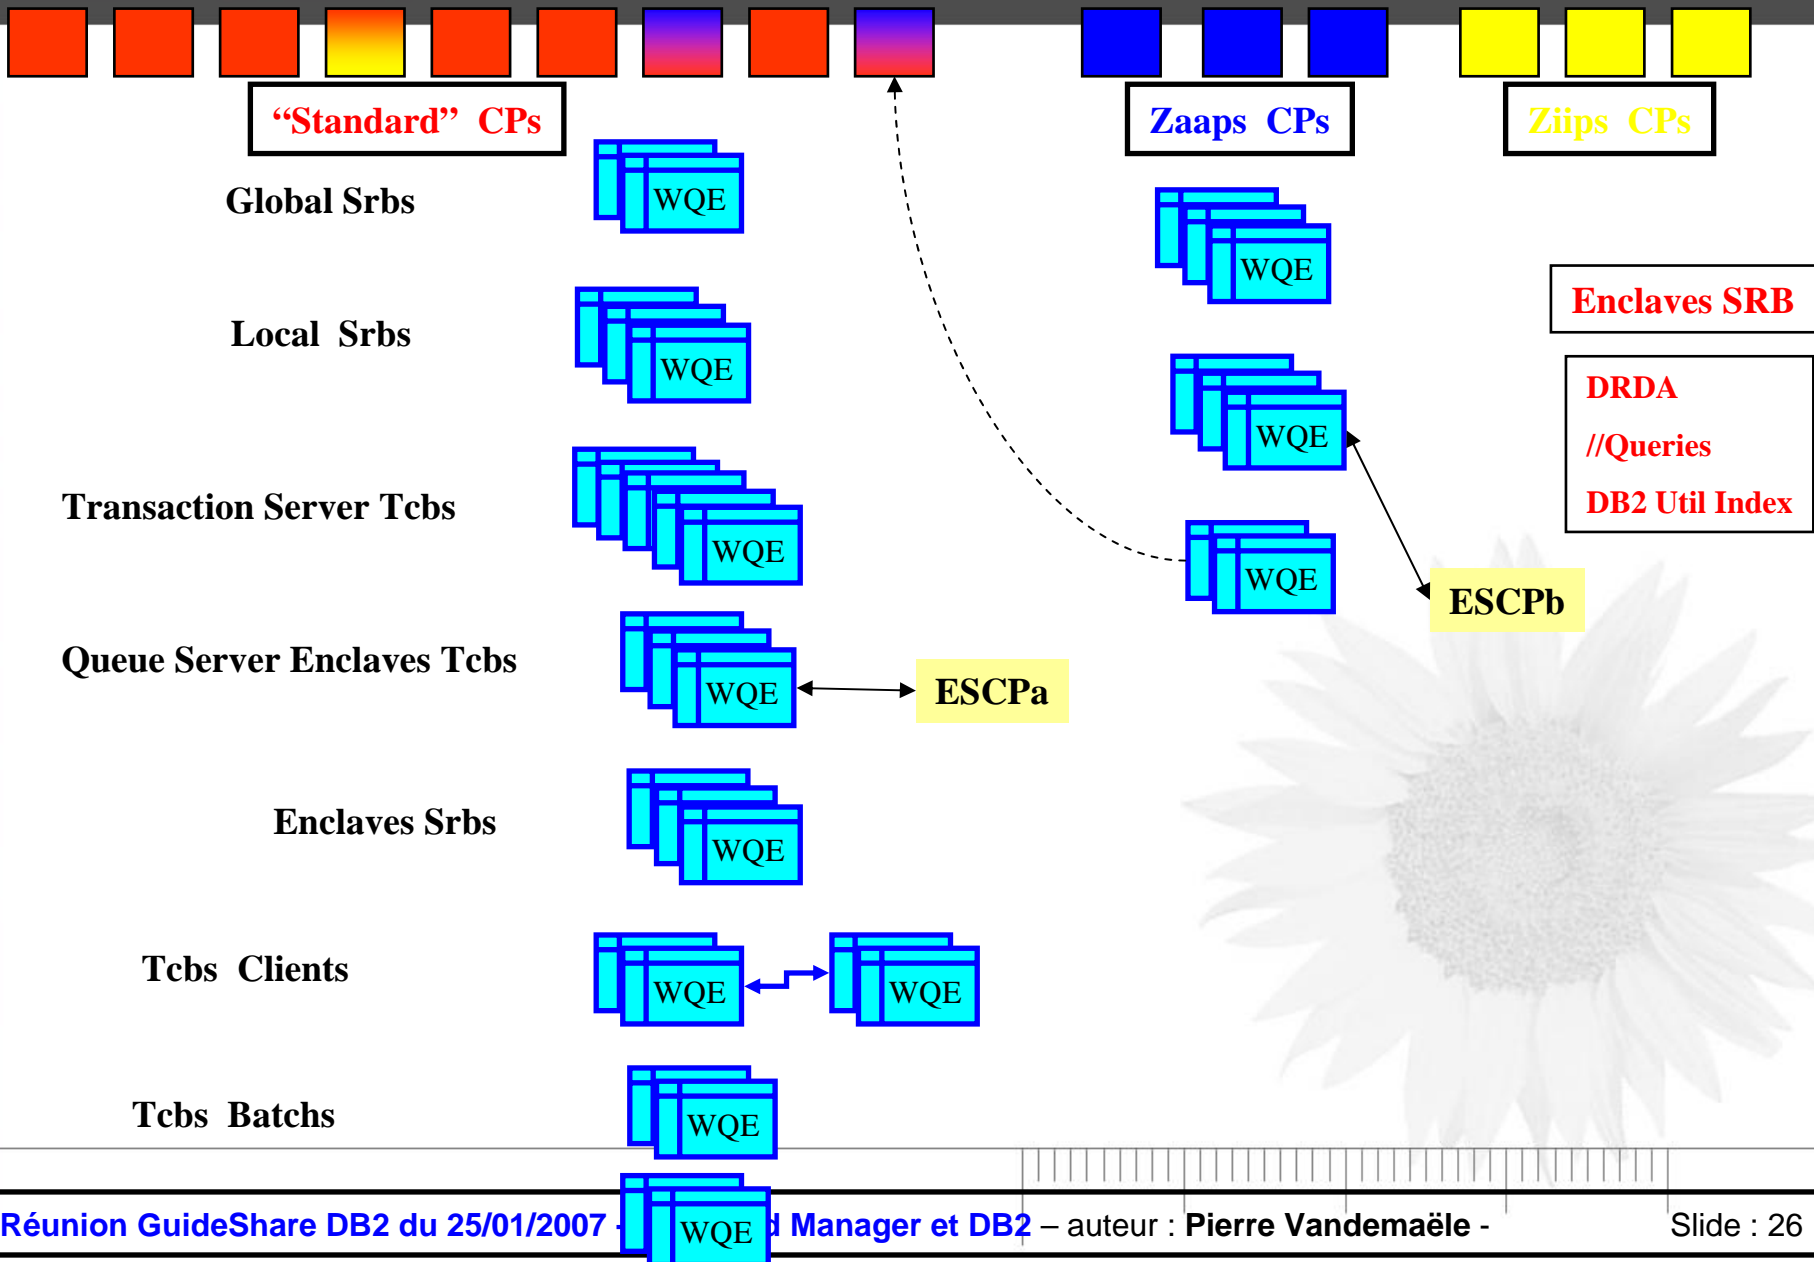 “Standard” CPs
Zaaps CPs
Ziips CPs
Global Srbs
WQE
WQE
Enclaves SRB
Local Srbs
WQE
WQE
DRDA
//Queries
DB2 Util Index
Transaction Server Tcbs
WQE
WQE
ESCPb
Queue Server Enclaves Tcbs
WQE
ESCPa
Enclaves Srbs
WQE
Tcbs Clients
WQE
WQE
Tcbs Batchs
WQE
WQE
Réunion GuideShare DB2 du 25/01/2007 - d Manager et DB2 – auteur : Pierre Vandemaële - Slide : 26